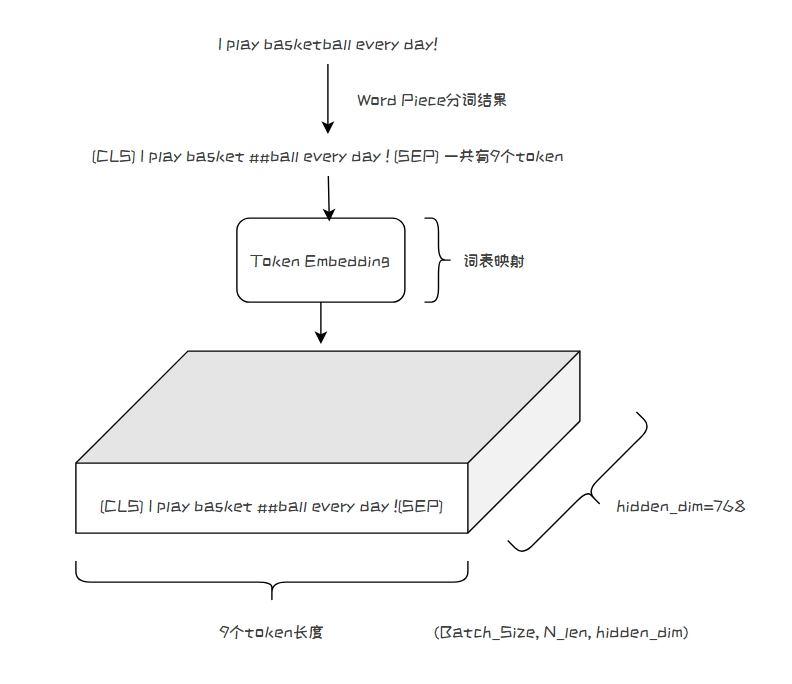 I play basketball every day!
Word Piece分词结果
[CLS] I play basket ##ball every day ! [SEP] 一共有9个token
Token Embedding
词表映射
[CLS] I play basket ##ball every day ![SEP]
hidden_dim=768
9个token长度
(Batch_Size, N_len, hidden_dim)